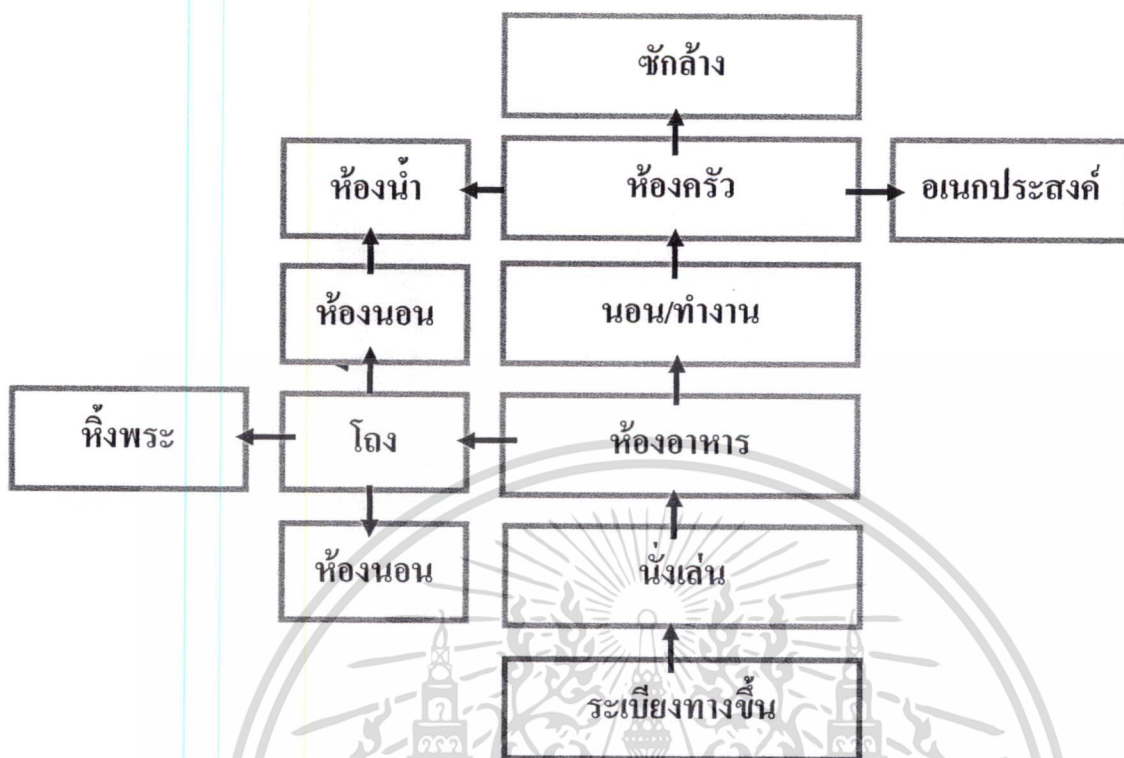 ซักล้าง
ห้องน้ำ
ห้องครัว
อเนกประสงค์
ห้องนอน
นอน/ทำงาน
หิ้งพระ
โถง
ห้องอาหาร
ห้องนอน
นั่งเล่น
ระเบียงทางขึ้น